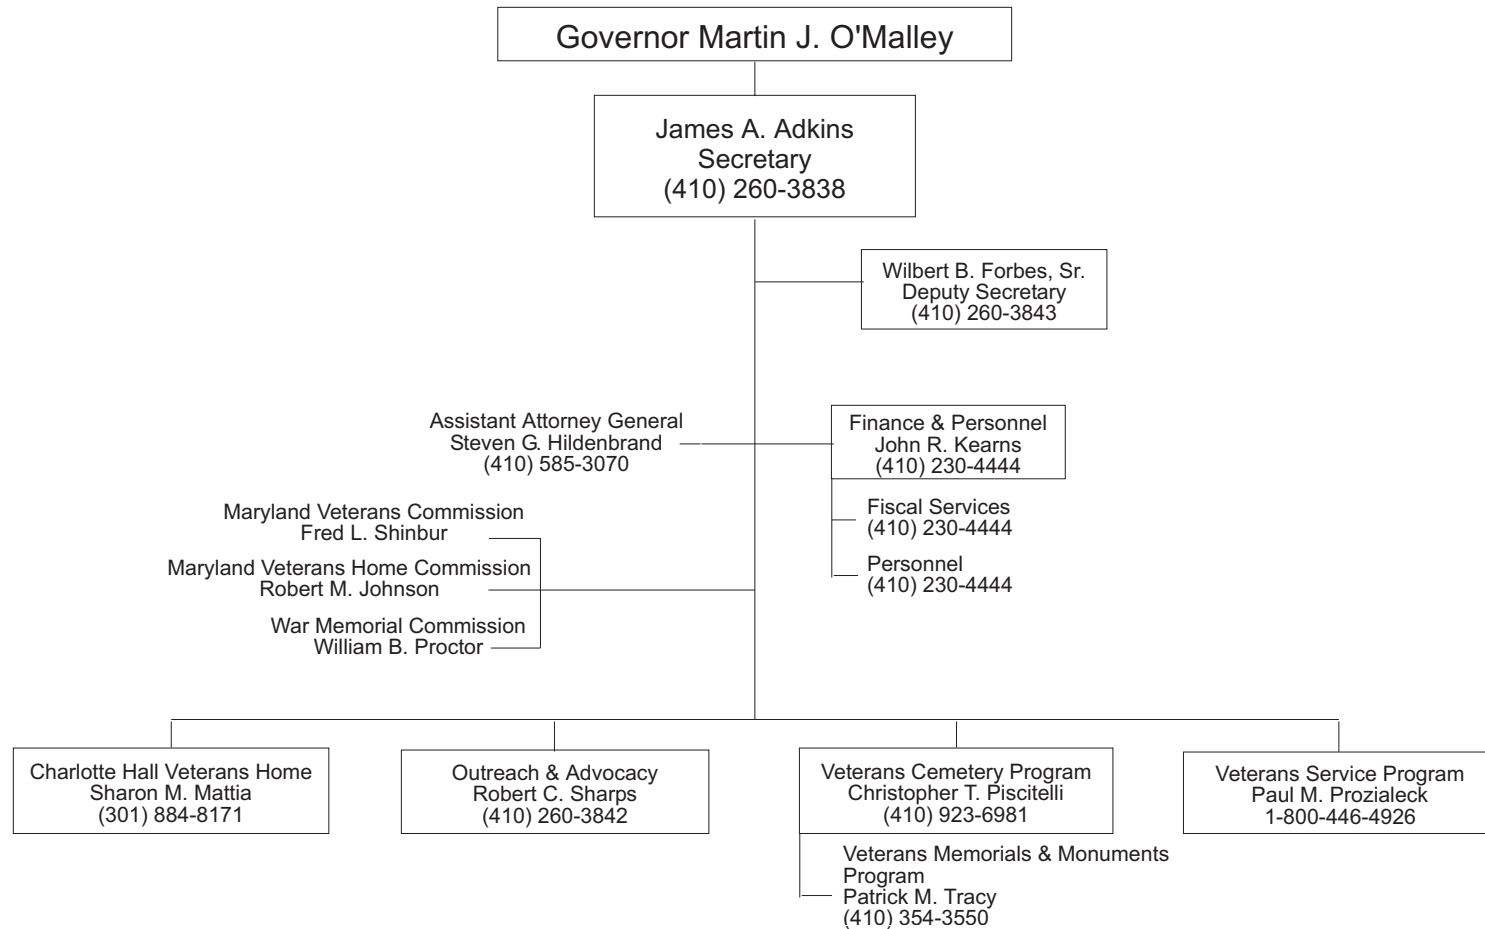 Governor Martin J. O'Malley
James A. Adkins
Secretary
(410) 260-3838
Wilbert B. Forbes, Sr.
Deputy Secretary
(410) 260-3843
Assistant Attorney General
Steven G. Hildenbrand
(410) 585-3070
Finance & Personnel
John R. Kearns
(410) 230-4444
Fiscal Services
(410) 230-4444
Personnel
(410) 230-4444
Maryland Veterans Commission
Fred L. Shinbur
Maryland Veterans Home Commission
Robert M. Johnson
War Memorial Commission
William B. Proctor
Charlotte Hall Veterans Home
Sharon M. Mattia
(301) 884-8171
Outreach & Advocacy
Robert C. Sharps
(410) 260-3842
Veterans Cemetery Program
Christopher T. Piscitelli
(410) 923-6981
Veterans Memorials & Monuments
Program
Patrick M. Tracy
(410) 354-3550
Veterans Service Program
Paul M. Prozialeck
1-800-446-4926